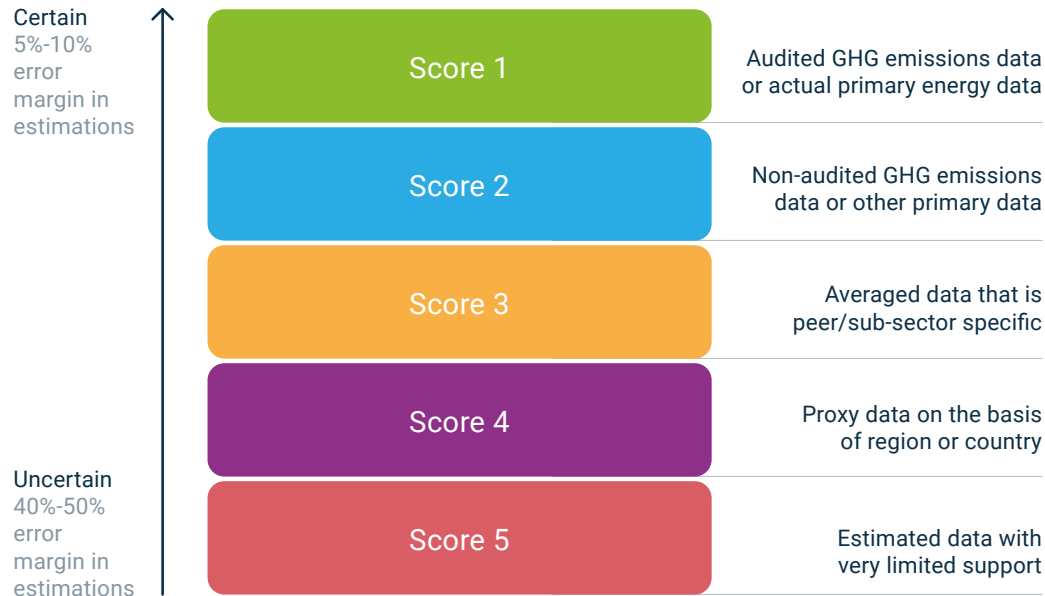 Certain
5%-10%
error
margin in
estimations
Score 1
Audited GHG emissions data
or actual primary energy data
Score 2
Non-audited GHG emissions
data or other primary data
Score 3
Averaged data that is
peer/sub-sector specific
Score 4
Proxy data on the basis
of region or country
Uncertain
40%-50%
error
margin in
estimations
Score 5
Estimated data with
very limited support